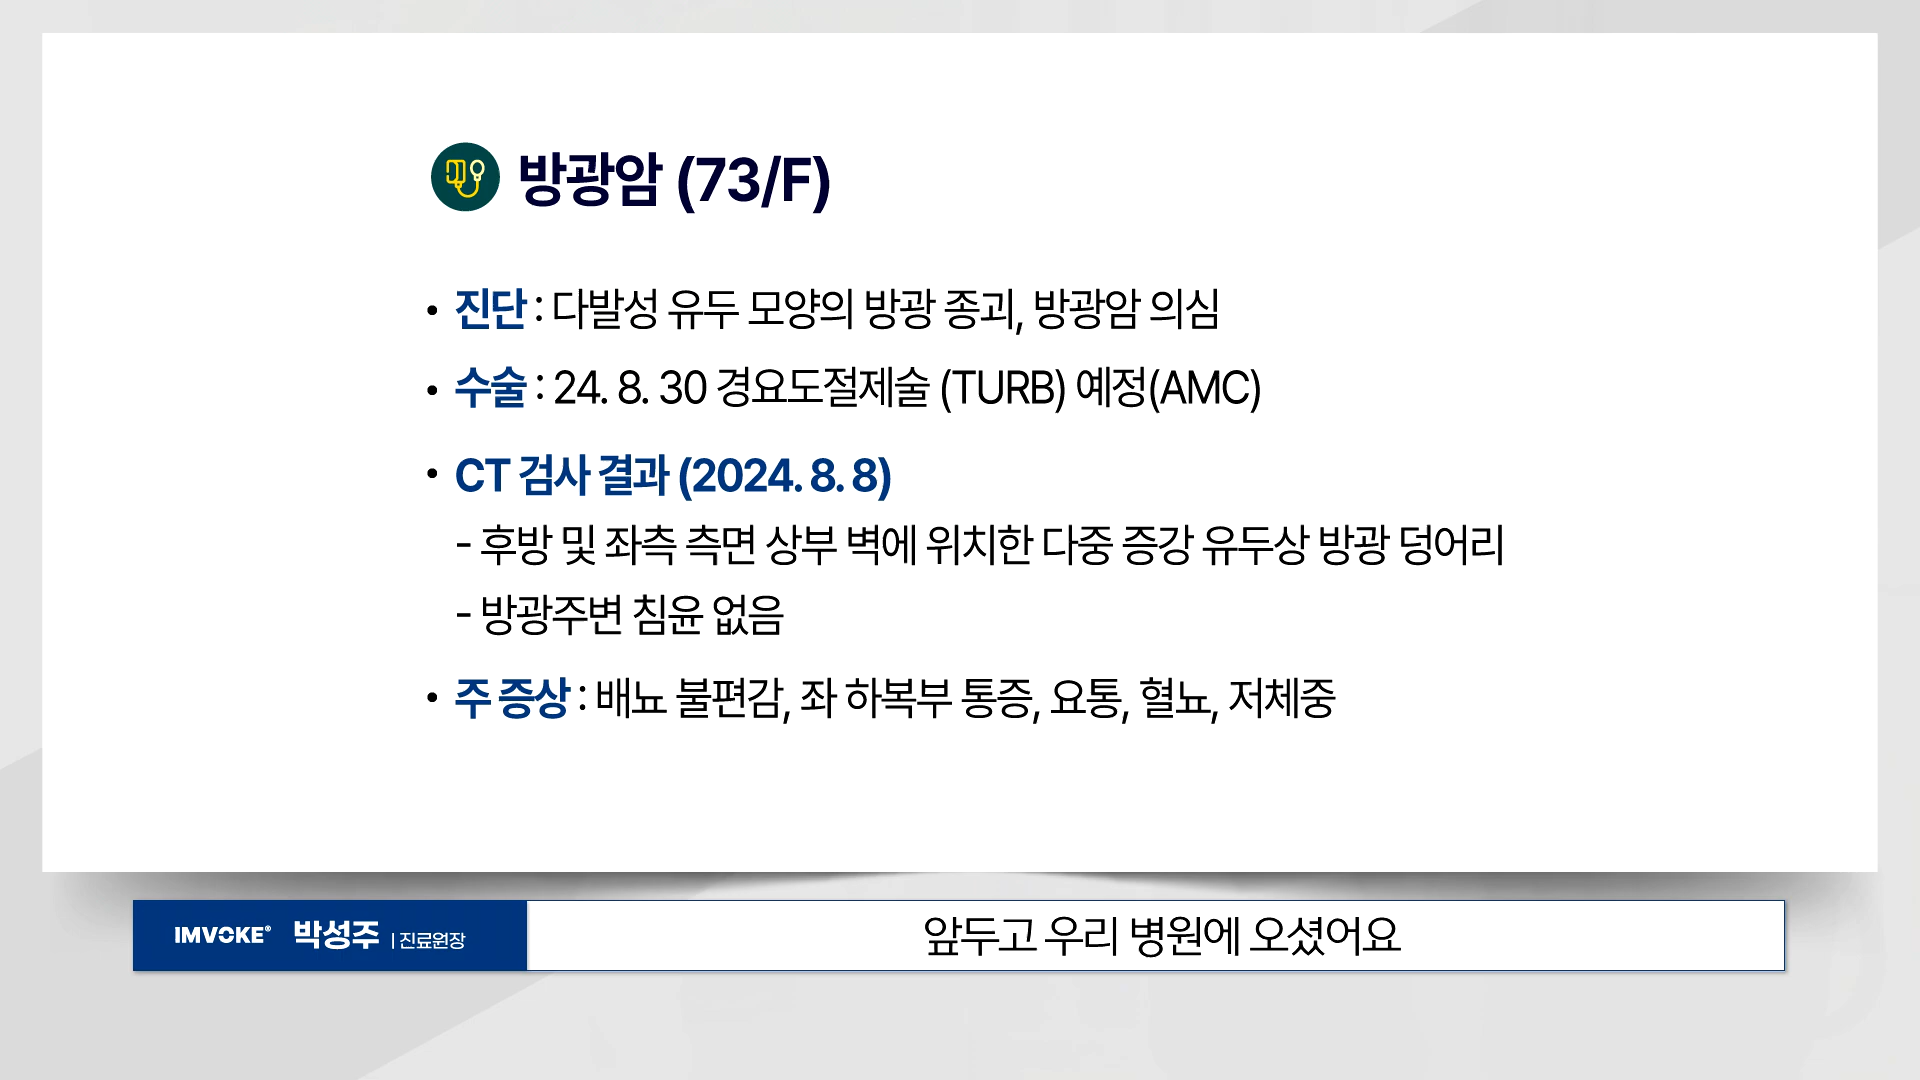 방광암 (73/F)
• 진단 : 다발성 유두 모양의 방광 종괴, 방광암 의심
• 수술 : 24. 8. 30 경요도절제술 (TURB) 예정(AMC)
• CT 검사 결과 (2024. 8. 8)
- 후방 및 좌측 측면 상부 벽에 위치한 다중 증강 유두상 방광 덩어리
- 방광주변 침윤 없음
• 주 증상 : 배뇨 불편감, 좌 하복부 통증, 요통, 혈뇨, 저체중
IMVOKE® 박성주 | 진료원장
앞두고 우리 병원에 오셨어요